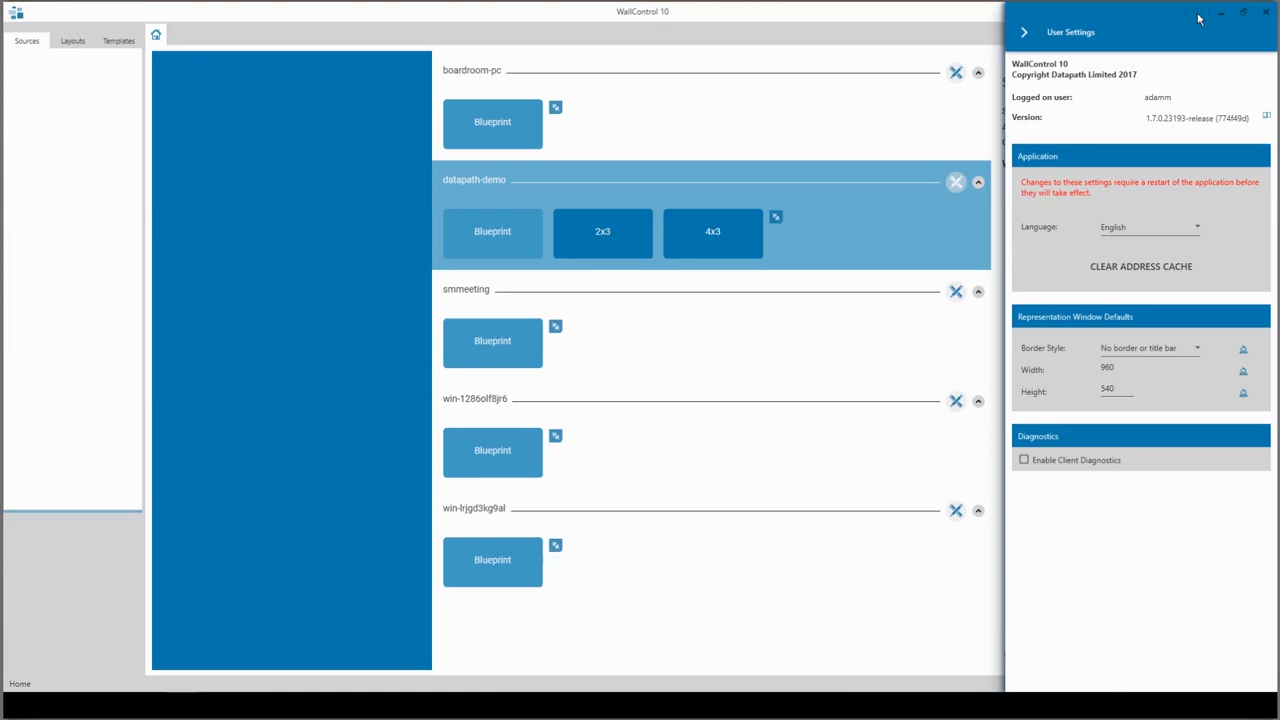 WallControl 10
Sources
Layouts
Templates
boardroom-pc
Blueprint
datapath-demo
Blueprint
2x3
4x3
smmeeting
Blueprint
win-1286olf8jr6
Blueprint
win-lrjgd3kg9al
Blueprint
Home
User Settings
WallControl 10
Copyright Datapath Limited 2017
Logged on user: adamm
Version: 1.7.0.23193-release (774f49d)
Application
Changes to these settings require a restart of the application before
they will take effect.
Language: English
CLEAR ADDRESS CACHE
Representation Window Defaults
Border Style: No border or title bar
Width: 960
Height: 540
Diagnostics
Enable Client Diagnostics